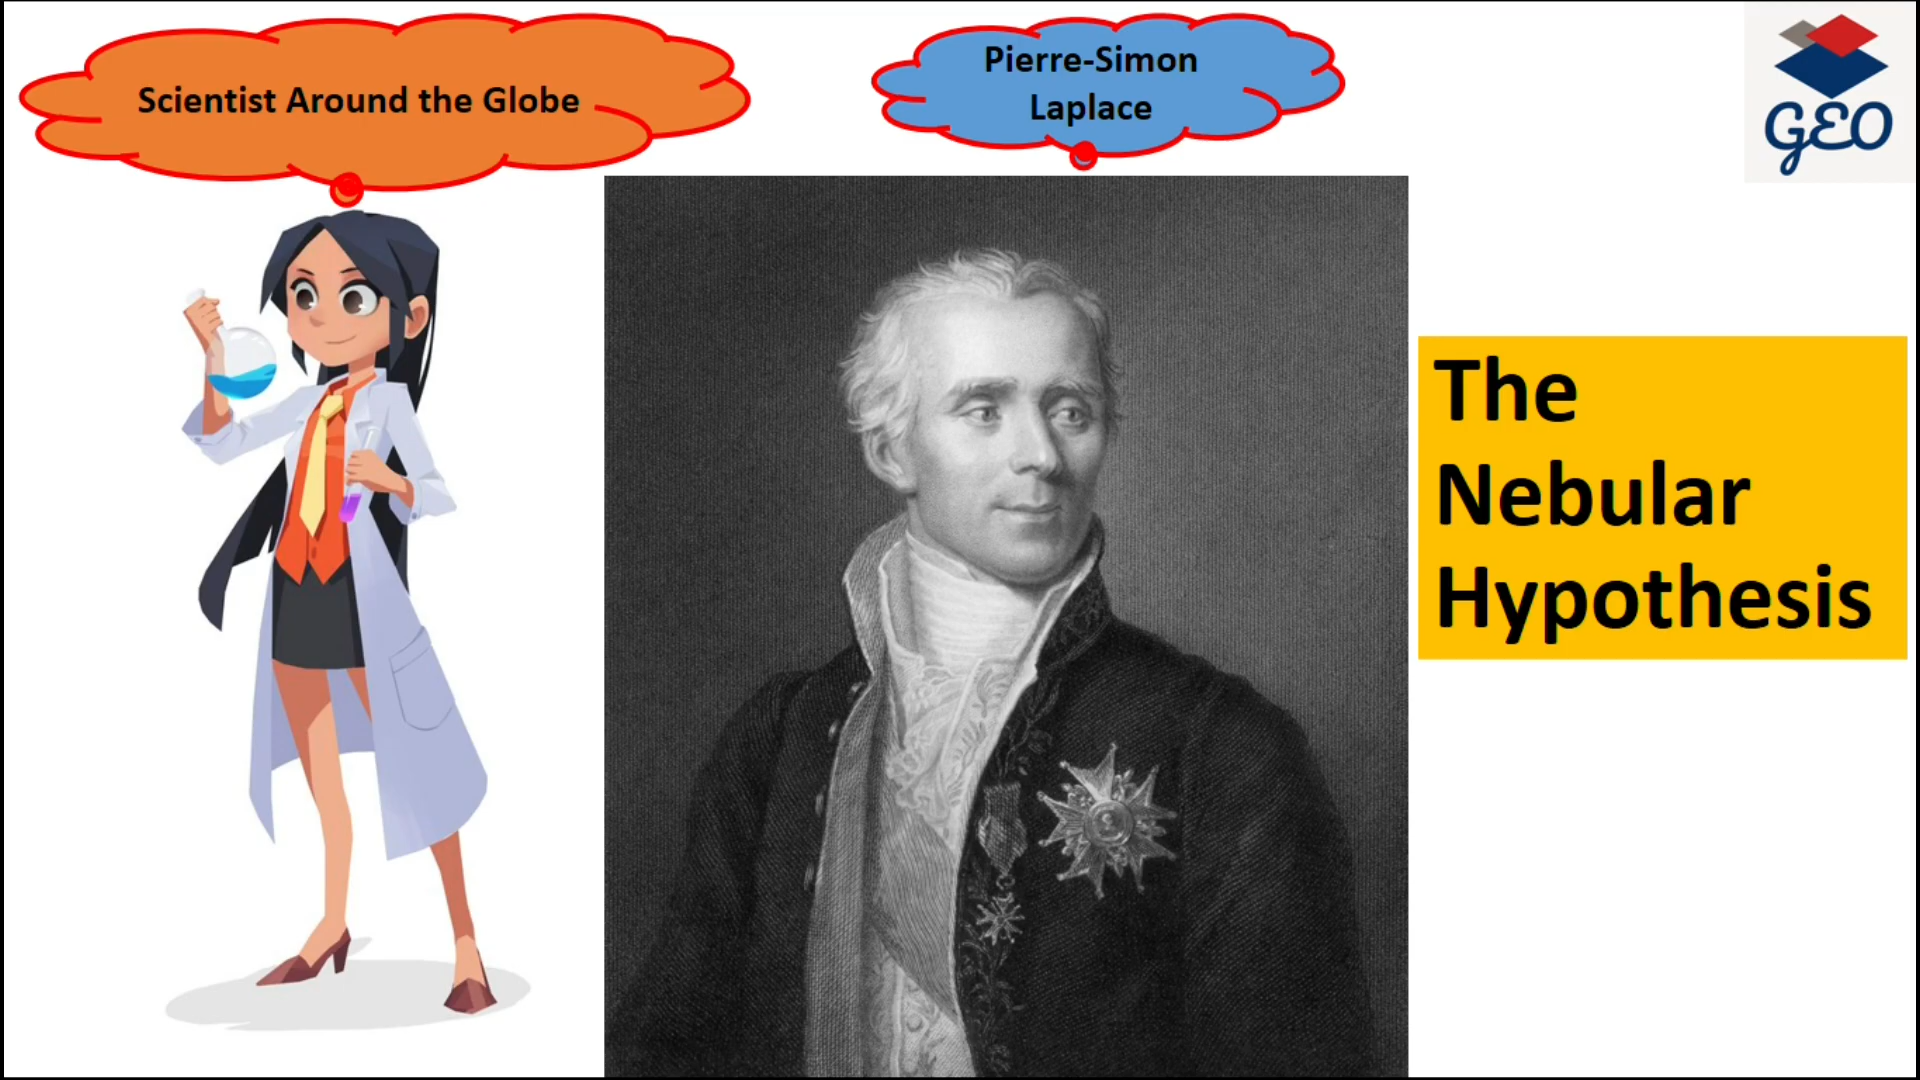 Scientist Around the Globe
Pierre-Simon
Laplace
GEO
The
Nebular
Hypothesis